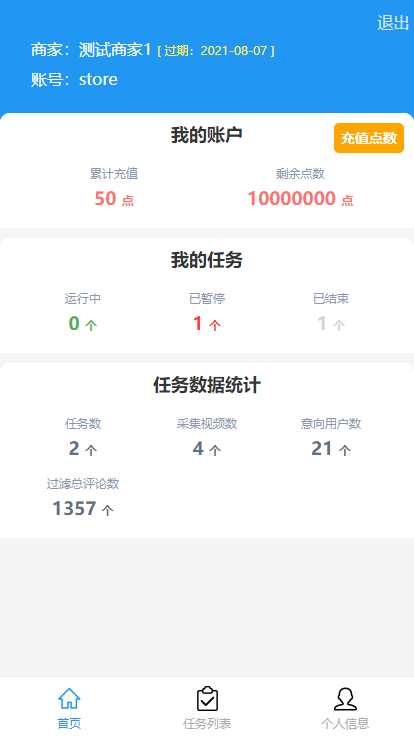 退出
商家：测试商家1 [ 过期：2021-08-07 ]
账号：store
我的账户
充值点数
累计充值 剩余点数
50 点 10000000 点
我的任务
运行中 已暂停 已结束
0 个 1 个 1 个
任务数据统计
任务数 采集视频数 意向用户数
2 个 4 个 21 个
过滤总评论数
1357 个
首页 任务列表 个人信息